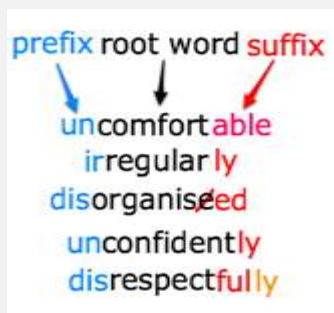 prefix root word suffix
uncomfortable
irregularly
disorganiseed
unconfidently
disrespectfully